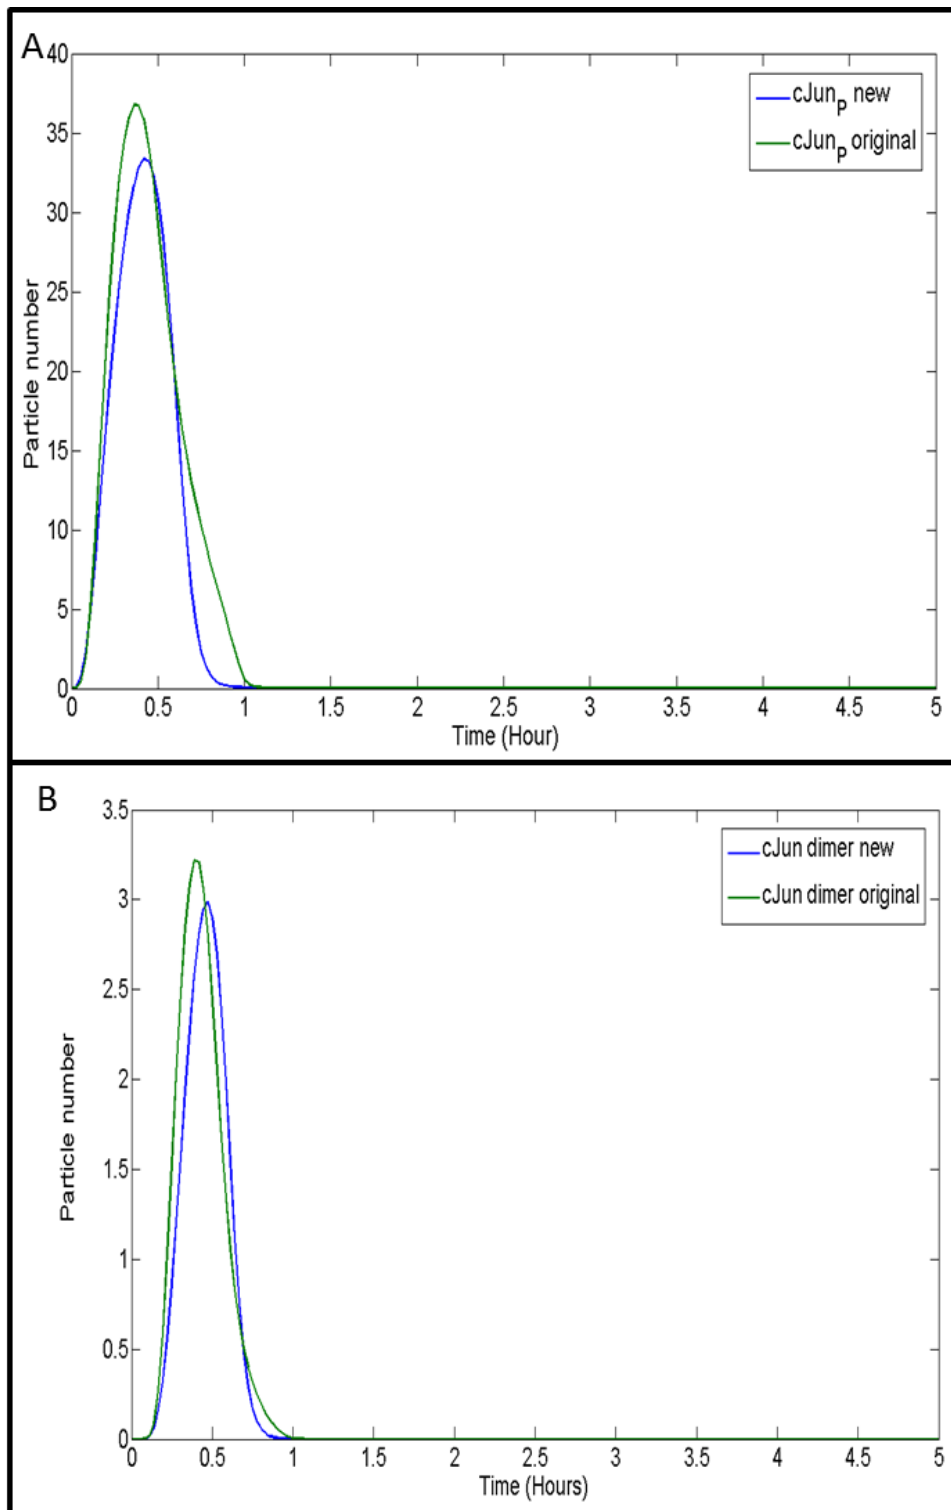 A
40
35
30
25
20
15
10
5
0
Particle number
cJunP new
cJunP original
0 0.5 1 1.5 2 2.5 3 3.5 4 4.5 5
Time (Hour)
B
3.5
3
2.5
2
1.5
1
0.5
0
Particle number
cJun dimer new
cJun dimer original
0 0.5 1 1.5 2 2.5 3 3.5 4 4.5 5
Time (Hours)